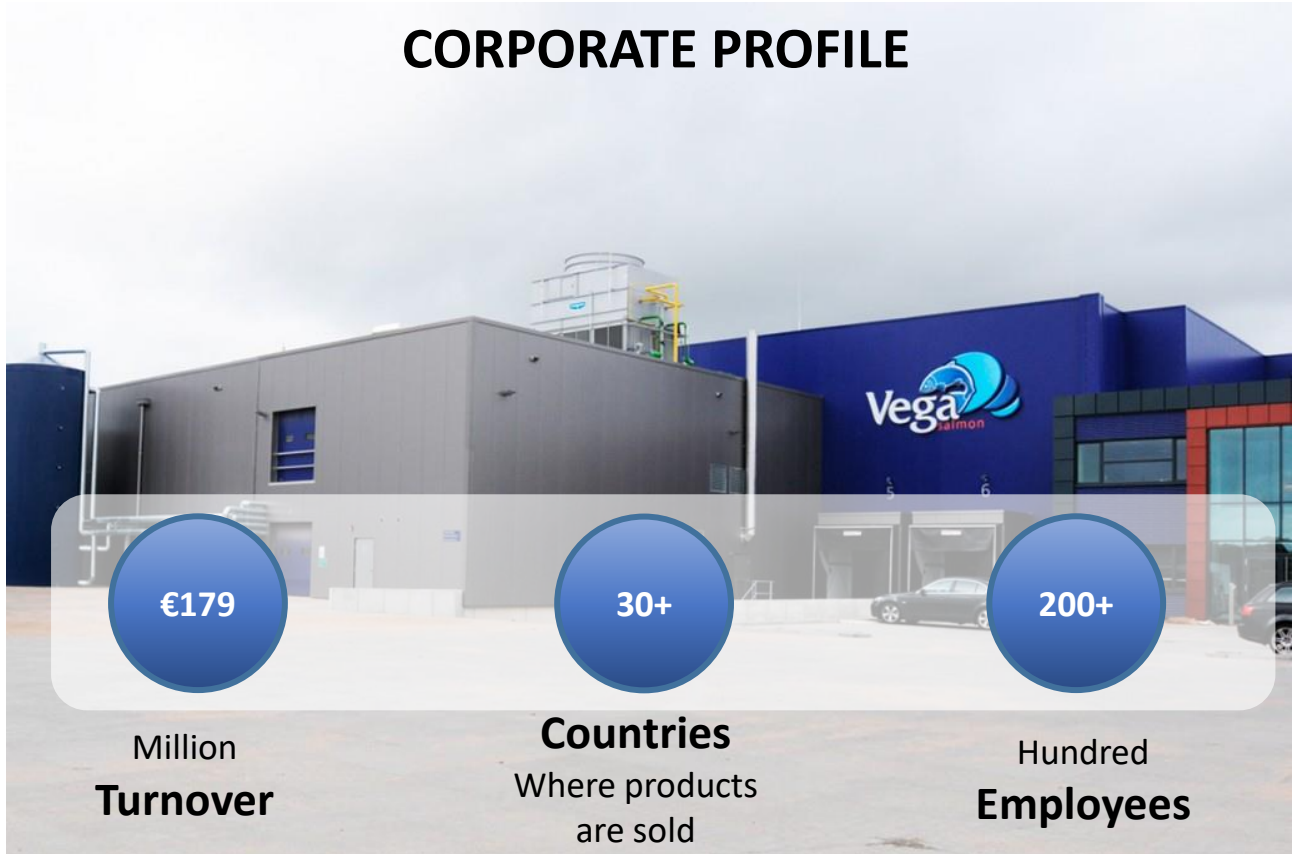 CORPORATE PROFILE
Vega
salmon
5
6
€179
30+
200+
Million
Turnover
Countries
Where products
are sold
Hundred
Employees